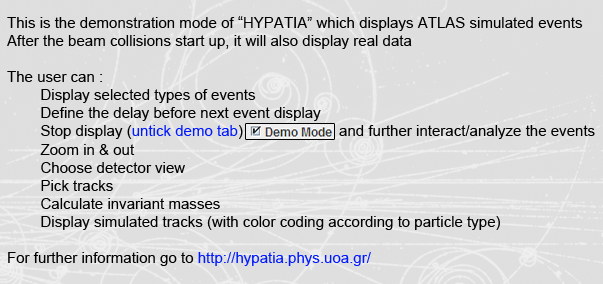 This is the demonstration mode of “HYPATIA” which displays ATLAS simulated events
After the beam collisions start up, it will also display real data
The user can :
Display selected types of events
Define the delay before next event display
Stop display (untick demo tab) Demo Mode and further interact/analyze the events
Zoom in & out
Choose detector view
Pick tracks
Calculate invariant masses
Display simulated tracks (with color coding according to particle type)
For further information go to http://hypatia.phys.uoa.gr/